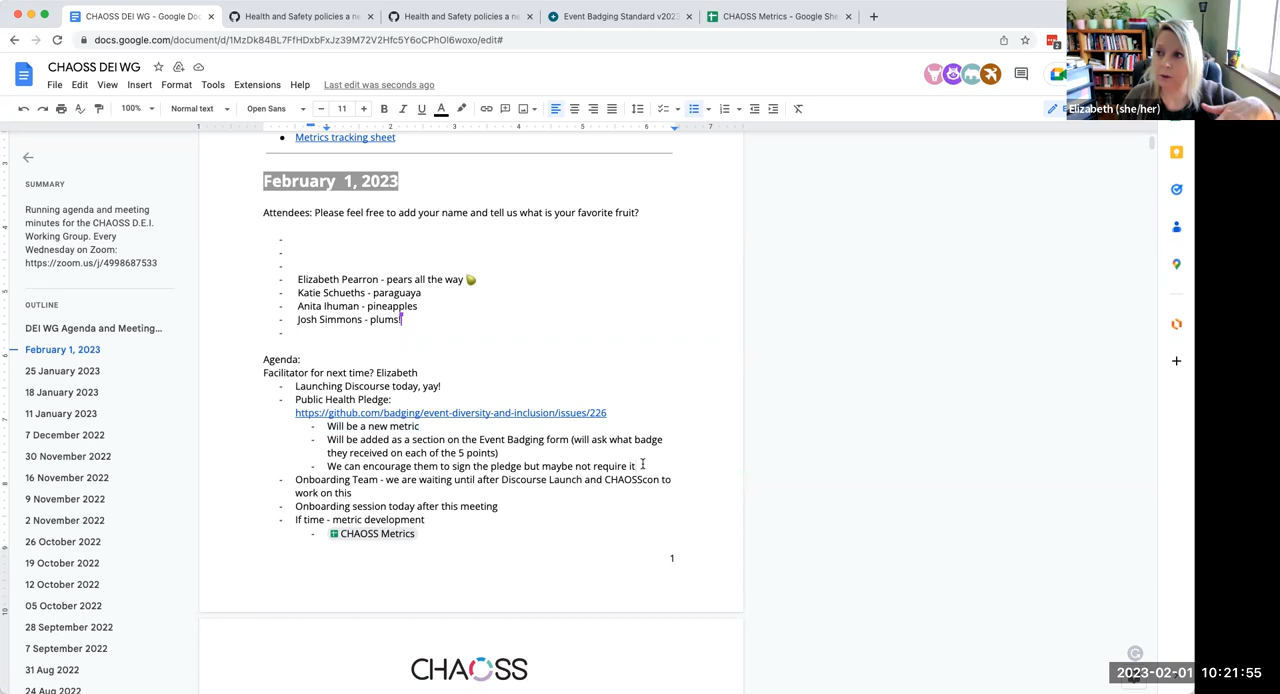 CHAOSS DEI WG - Google Doc
Health and Safety policies a ne
Health and Safety policies a ne
Event Badging Standard v2023
CHAOSS Metrics - Google She
CHAOSS DEI WG
File Edit View Insert Format Tools Extensions Help
Last edit was seconds ago
100%
Normal text
Open Sans
11
Elizabeth (she/her)
SUMMARY
Running agenda and meeting
minutes for the CHAOSS D.E.I.
Working Group. Every
Wednesday on Zoom:
https://zoom.us/j/4998687533
OUTLINE
DEI WG Agenda and Meeting...
February 1, 2023
25 January 2023
18 January 2023
11 January 2023
7 December 2022
30 November 2022
16 November 2022
9 November 2022
2 November 2022
26 October 2022
19 October 2022
12 October 2022
05 October 2022
28 September 2022
7 September 2022
31 Aug 2022
24 Aug 2022
Metrics tracking sheet
February 1, 2023
Attendees: Please feel free to add your name and tell us what is your favorite fruit?
-
-
-
- Elizabeth Pearron - pears all the way 🍐
- Katie Schueths - paraguaya
- Anita Ihuman - pineapples
- Josh Simmons - plums!
-
Agenda:
Facilitator for next time? Elizabeth
- Launching Discourse today, yay!
- Public Health Pledge:
https://github.com/badging/event-diversity-and-inclusion/issues/226
- Will be a new metric
- Will be added as a section on the Event Badging form (will ask what badge
they received on each of the 5 points)
- We can encourage them to sign the pledge but maybe not require it
- Onboarding Team - we are waiting until after Discourse Launch and CHAOSScon to
work on this
- Onboarding session today after this meeting
- If time - metric development
- CHAOSS Metrics
1
CHAOSS
2023-02-01 10:21:55